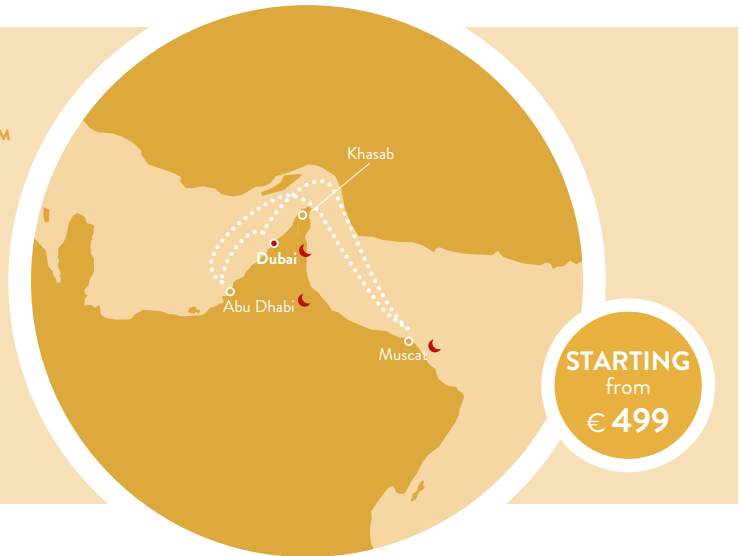 M
Khasab
Dubai
Abu Dhabi
Muscat
STARTING
from
€ 499